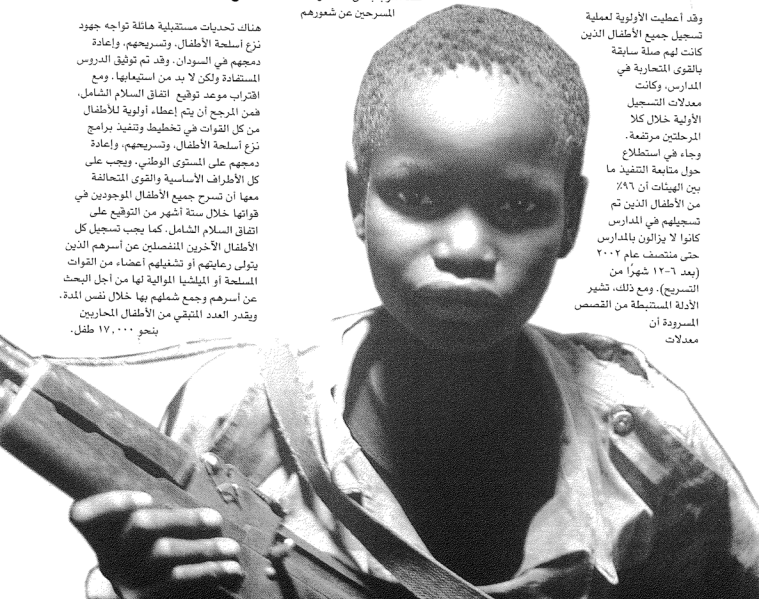 وقد أعطيت الأولوية لعملية
تسجيل جميع الأطفال الذين
كانت لهم صلة سابقة
بالقوى المتحاربة في
المدارس، وكانت
معدلات التسجيل
الأولية خلال كلا
المرحلتين مرتفعة.
وجاء في استطلاع
حول متابعة التنفيذ ما
بين الهيئات أن ٩٦٪
من الأطفال الذين تم
تسجيلهم في المدارس
كانوا لا يزالون بالمدارس
حتى منتصف عام ٢٠٠٢
(بعد ٦-١٢ شهرًا من
التسريح). ومع ذلك، تشير
الأدلة المستنبطة من القصص
المسرودة أن
معدلات
المسرحين عن شعورهم
هناك تحديات مستقبلية هائلة تواجه جهود
نزع أسلحة الأطفال، وتسريحهم، وإعادة
دمجهم في السودان. وقد تم توثيق الدروس
المستفادة ولكن لا بد من استيعابها. ومع
اقتراب موعد توقيع اتفاق السلام الشامل،
فمن المرجح أن يتم إعطاء أولوية للأطفال
من كل القوات في تخطيط وتنفيذ برامج
نزع أسلحة الأطفال، وتسريحهم، وإعادة
دمجهم على المستوى الوطني. ويجب على
كل الأطراف الأساسية والقوى المتحالفة
معها أن تسرح جميع الأطفال الموجودين في
قواتها خلال ستة أشهر من التوقيع على
اتفاق السلام الشامل. كما يجب تسجيل كل
الأطفال الآخرين المنفصلين عن أسرهم الذين
يتولى رعايتهم أو تشغيلهم أعضاء من القوات
المسلحة أو الميلشيا الموالية لها من أجل البحث
عن أسرهم وجمع شملهم بها خلال نفس المدة.
ويقدر العدد المتبقي من الأطفال المحاربين
بنحو ١٧,٠٠٠ طفل.